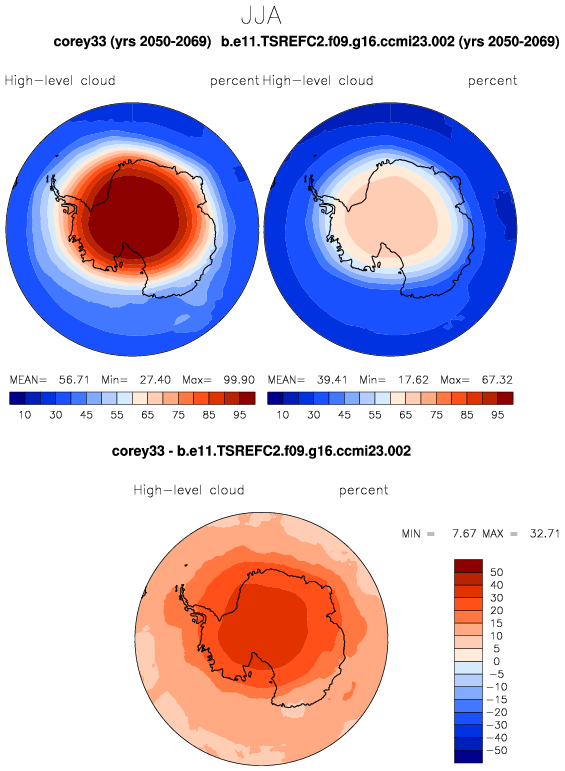 JJA
corey33 (yrs 2050-2069) b.e11.TSREFC2.f09.g16.ccmi23.002 (yrs 2050-2069)
High-level cloud percent High-level cloud percent
MEAN= 56.71 Min= 27.40 Max= 99.90 MEAN= 39.41 Min= 17.62 Max= 67.32
10 30 45 55 65 75 85 95 10 30 45 55 65 75 85 95
corey33 - b.e11.TSREFC2.f09.g16.ccmi23.002
High-level cloud percent
MIN = 7.67 MAX = 32.71
50
40
30
20
15
10
5
0
-5
-10
-15
-20
-30
-40
-50